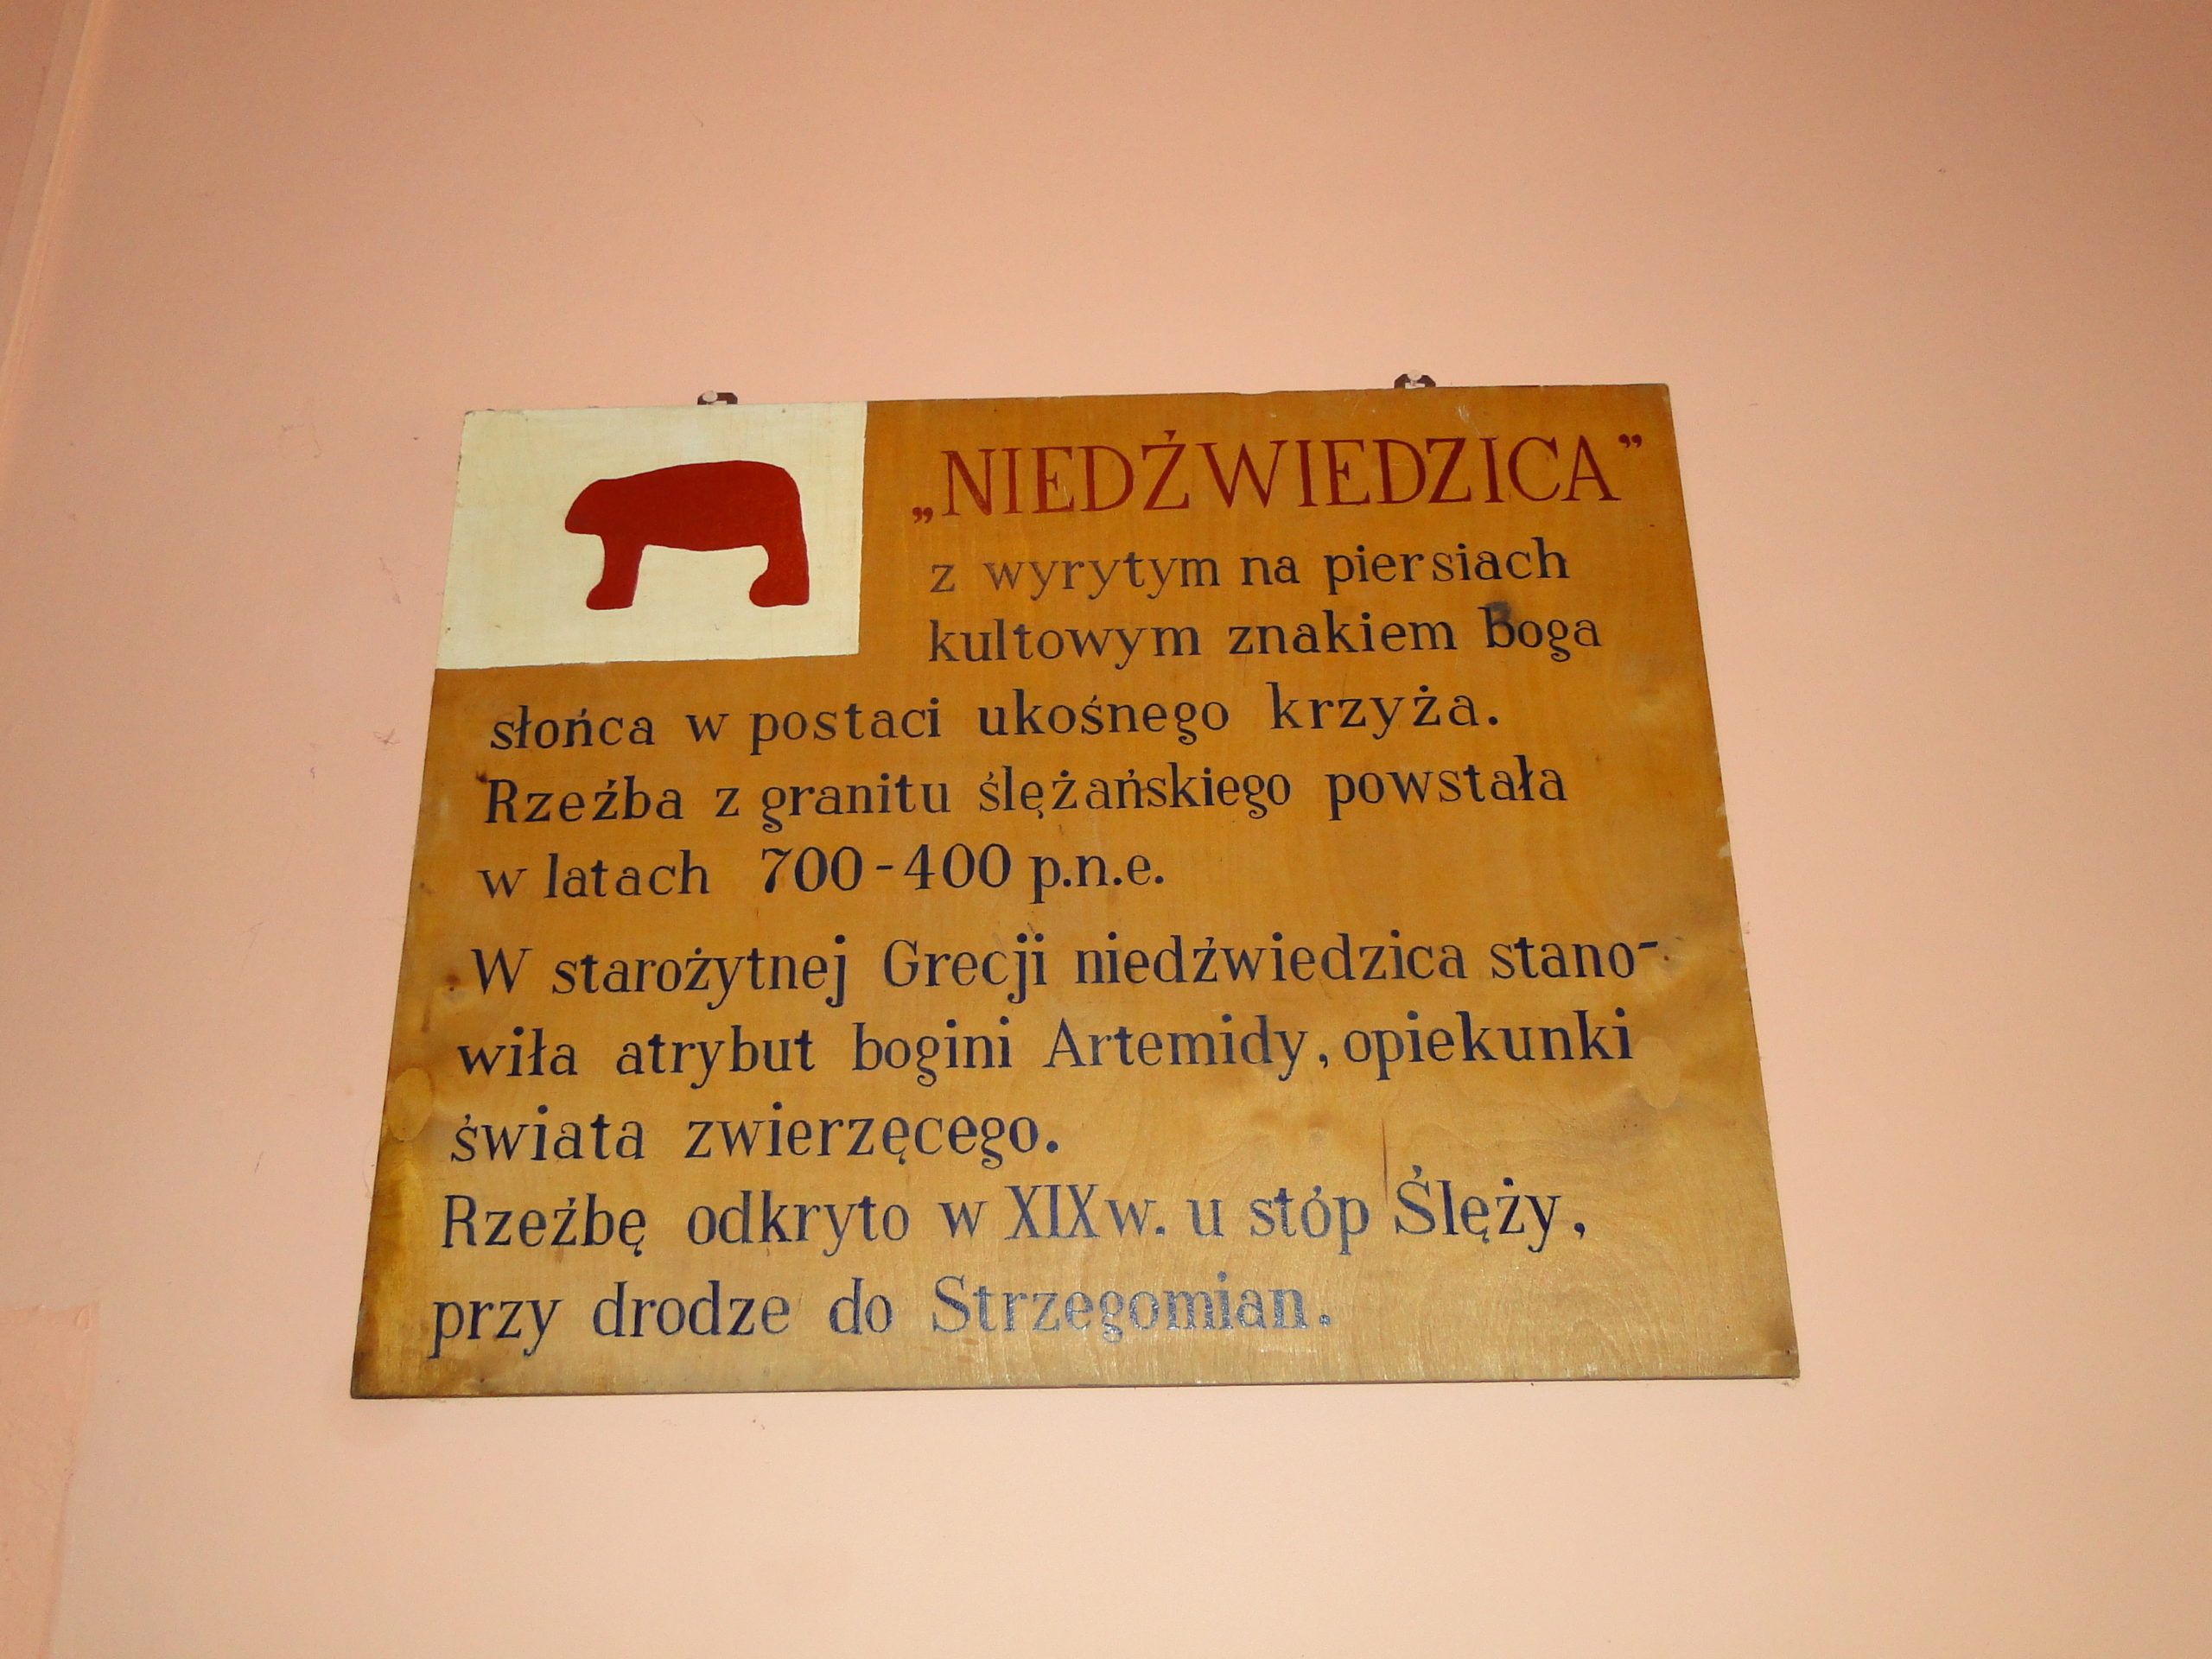 „NIEDŹWIEDZICA”
z wyrytym na piersiach
kultowym znakiem boga
słońca w postaci ukośnego krzyża.
Rzeźba z granitu ślężańskiego powstała
w latach 700-400 p.n.e.
W starożytnej Grecji niedźwiedzica stano-
wiła atrybut bogini Artemidy, opiekunki
świata zwierzęcego.
Rzeźbę odkryto w XIX w. u stóp Ślęży,
przy drodze do Strzegomian.